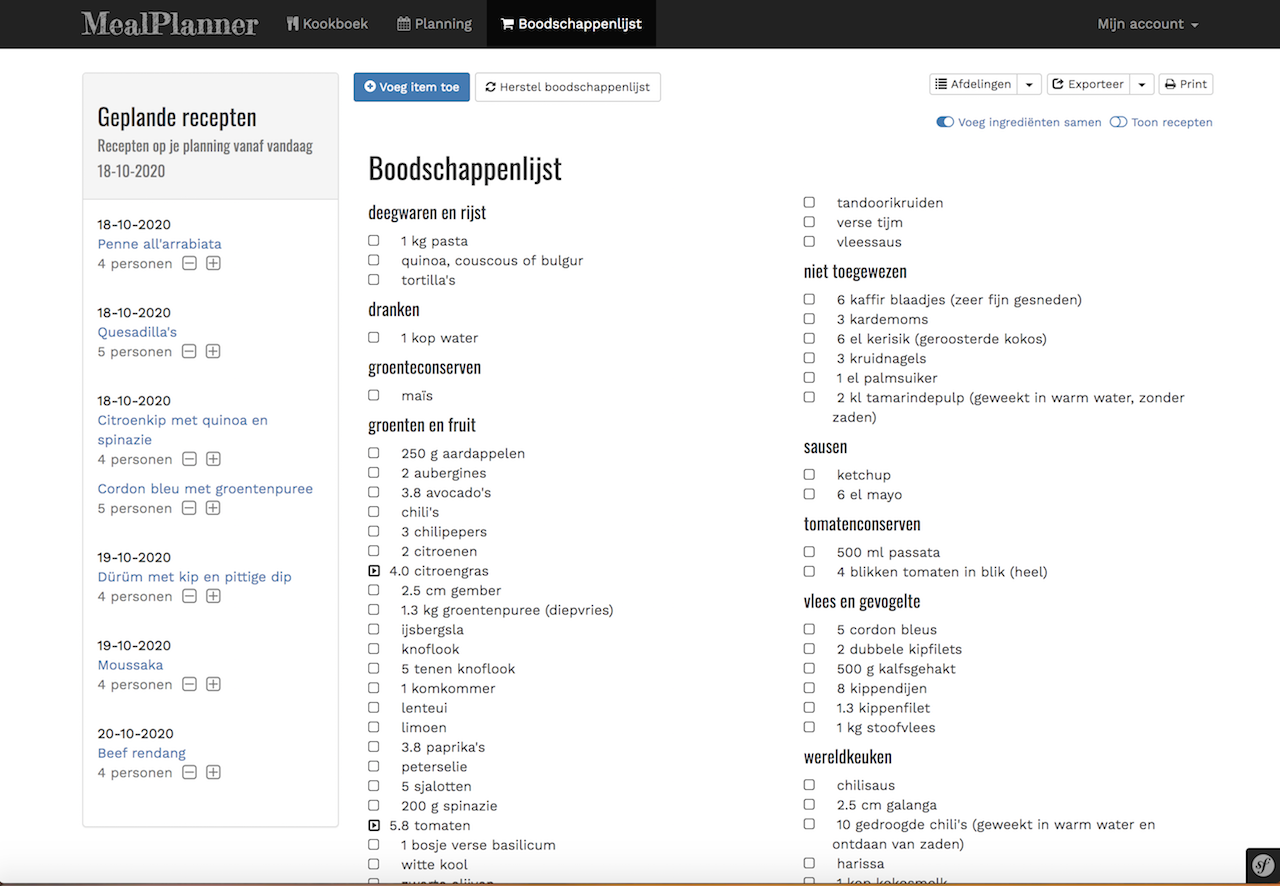 MealPlanner
Kookboek
Planning
Boodschappenlijst
Mijn account
Geplande recepten
Recepten op je planning vanaf vandaag
18-10-2020
18-10-2020
Penne all'arrabiata
4 personen
18-10-2020
Quesadilla's
5 personen
18-10-2020
Citroenkip met quinoa en
spinazie
4 personen
Cordon bleu met groentenpuree
5 personen
19-10-2020
Dürüm met kip en pittige dip
4 personen
19-10-2020
Moussaka
4 personen
20-10-2020
Beef rendang
4 personen
Voeg item toe
Herstel boodschappenlijst
Afdelingen
Exporteer
Print
Voeg ingrediënten samen
Toon recepten
Boodschappenlijst
deegwaren en rijst
1 kg pasta
quinoa, couscous of bulgur
tortilla's
dranken
1 kop water
groenteconserven
maïs
groenten en fruit
250 g aardappelen
2 aubergines
3.8 avocado's
chili's
3 chilipepers
2 citroenen
4.0 citroengras
2.5 cm gember
1.3 kg groentenpuree (diepvries)
ijsbergsla
knoflook
5 tenen knoflook
1 komkommer
lenteui
limoen
3.8 paprika's
peterselie
5 sjalotten
200 g spinazie
5.8 tomaten
1 bosje verse basilicum
witte kool
zwarte olijven
tandoorikruiden
verse tijm
vleessaus
niet toegewezen
6 kaffir blaadjes (zeer fijn gesneden)
3 kardemoms
6 el kerisik (geroosterde kokos)
3 kruidnagels
1 el palmsuiker
2 kl tamarindepulp (geweekt in warm water, zonder
zaden)
sausen
ketchup
6 el mayo
tomatenconserven
500 ml passata
4 blikken tomaten in blik (heel)
vlees en gevogelte
5 cordon bleus
2 dubbele kipfilets
500 g kalfsgehakt
8 kippendijen
1.3 kippenfilet
1 kg stoofvlees
wereldkeuken
chilisaus
2.5 cm galanga
10 gedroogde chili's (geweekt in warm water en
ontdaan van zaden)
harissa
1 kop kokosmelk
sf